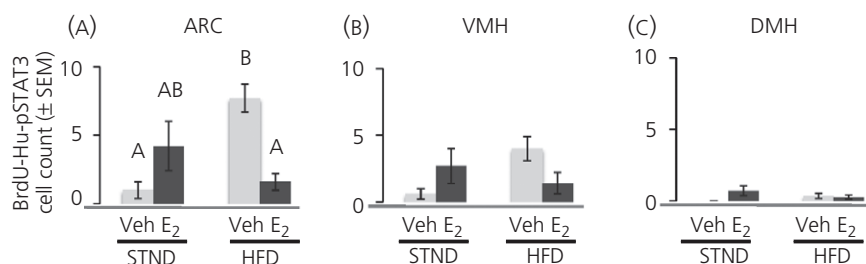 (A) ARC
BrdU-Hu-pSTAT3
cell count (± SEM)
10
5
0
A
AB
B
A
Veh E₂ Veh E₂
STND HFD
(B) VMH
10
5
0
Veh E₂ Veh E₂
STND HFD
(C) DMH
10
5
0
Veh E₂ Veh E₂
STND HFD